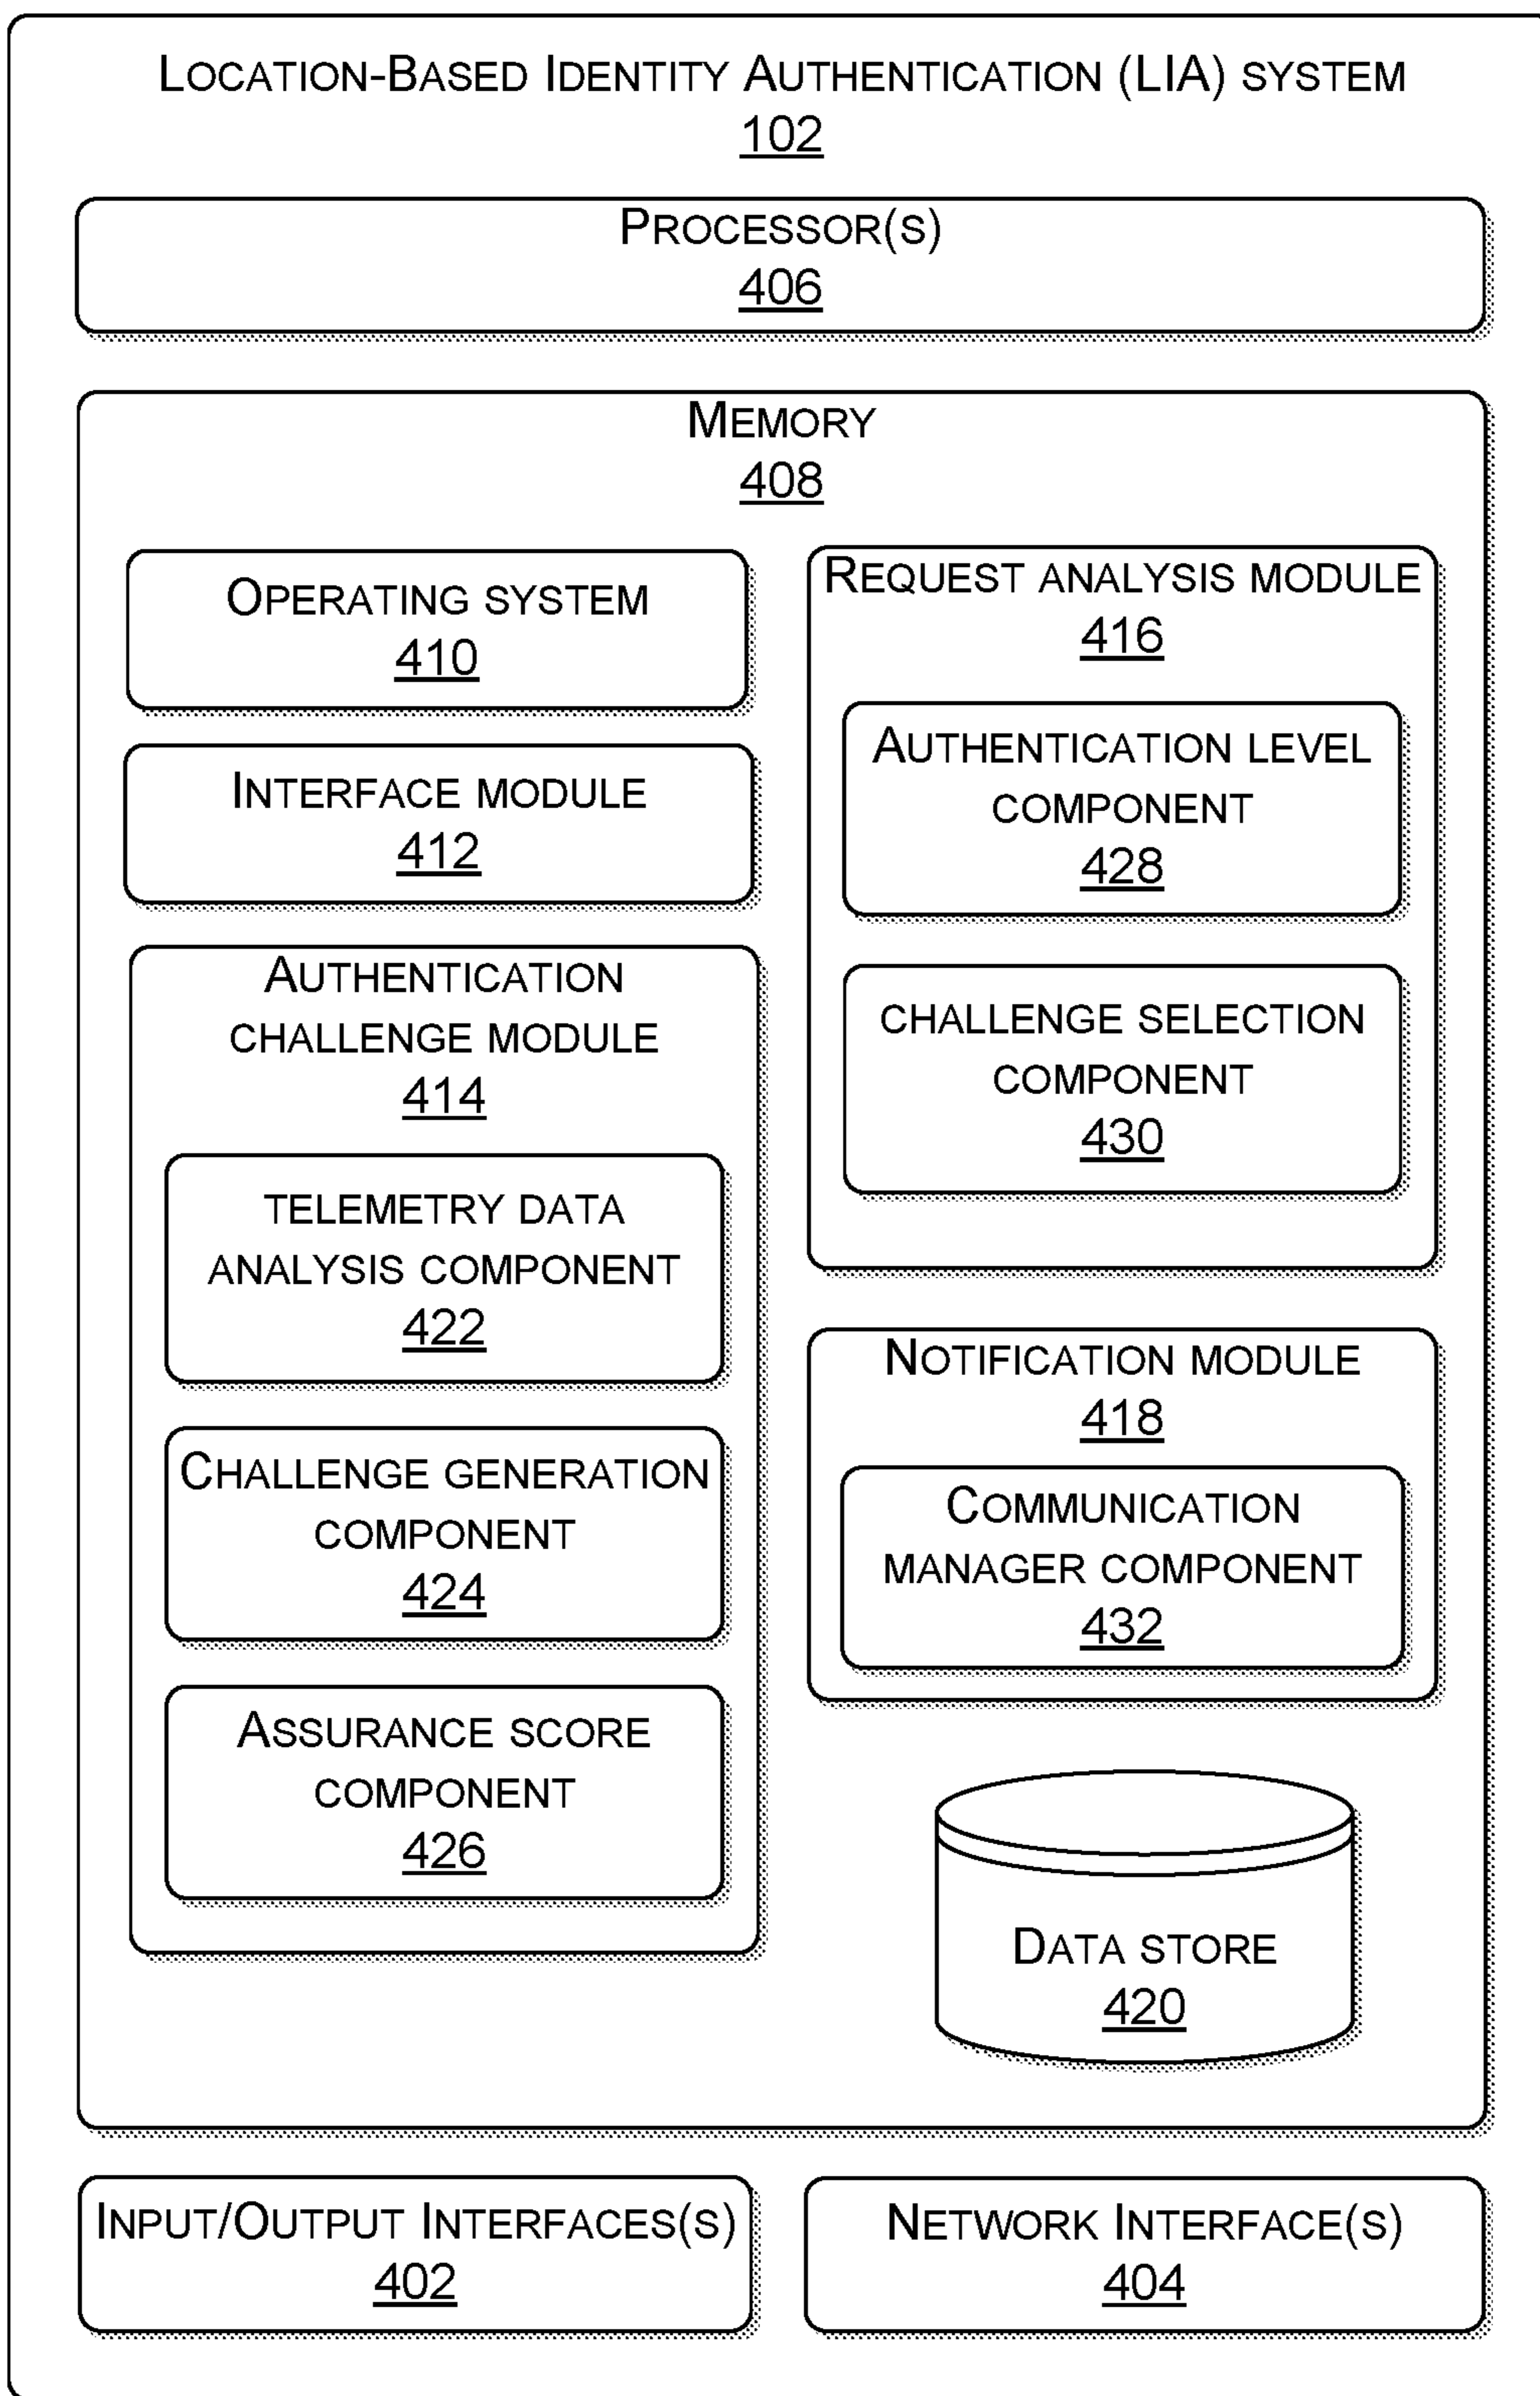 LOCATION-BASED IDENTITY AUTHENTICATION (LIA) SYSTEM
102
PROCESSOR(S)
406
MEMORY
408
OPERATING SYSTEM
410
INTERFACE MODULE
412
AUTHENTICATION
CHALLENGE MODULE
414
TELEMETRY DATA
ANALYSIS COMPONENT
422
CHALLENGE GENERATION
COMPONENT
424
ASSURANCE SCORE
COMPONENT
426
REQUEST ANALYSIS MODULE
416
AUTHENTICATION LEVEL
COMPONENT
428
CHALLENGE SELECTION
COMPONENT
430
NOTIFICATION MODULE
418
COMMUNICATION
MANAGER COMPONENT
432
DATA STORE
420
INPUT/OUTPUT INTERFACES(S)
402
NETWORK INTERFACE(S)
404